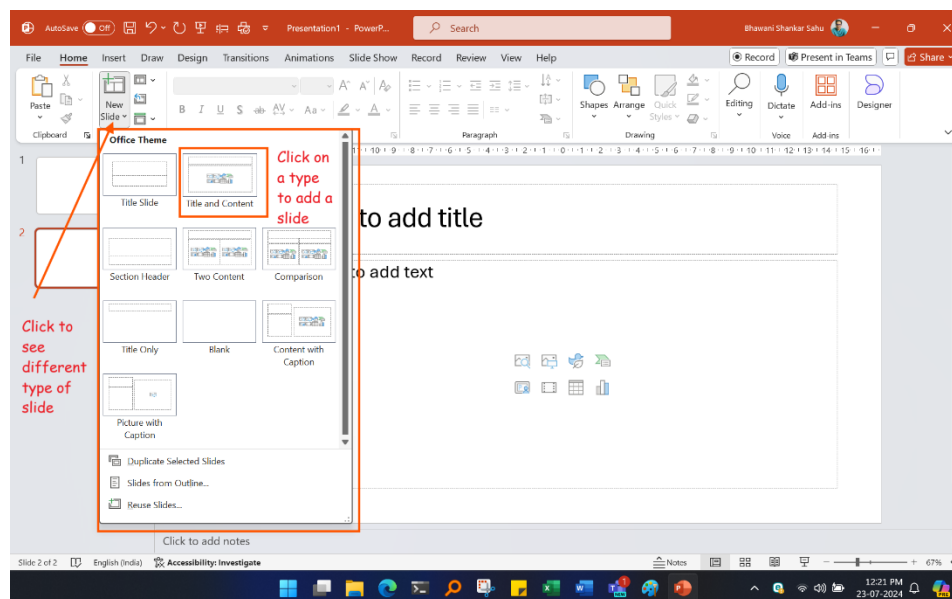 AutoSave Off Presentation1 - PowerP... Search Bhawani Shankar Sahu
File Home Insert Draw Design Transitions Animations Slide Show Record Review View Help Record Present in Teams Share
Paste New Slide B I U S ab AV Aa A A A Shapes Arrange Quick Styles Editing Dictate Add-ins Designer
Clipboard Paragraph Drawing Voice Add-ins
Office Theme
Title Slide Title and Content
Section Header Two Content Comparison
Title Only Blank Content with Caption
Picture with Caption
Duplicate Selected Slides
Slides from Outline...
Reuse Slides...
Click on
a type
to add a
slide
Click to
see
different
type of
slide
1
2
to add title
to add text
Click to add notes
Slide 2 of 2 English (India) Accessibility: Investigate Notes 67%
12:21 PM
23-07-2024